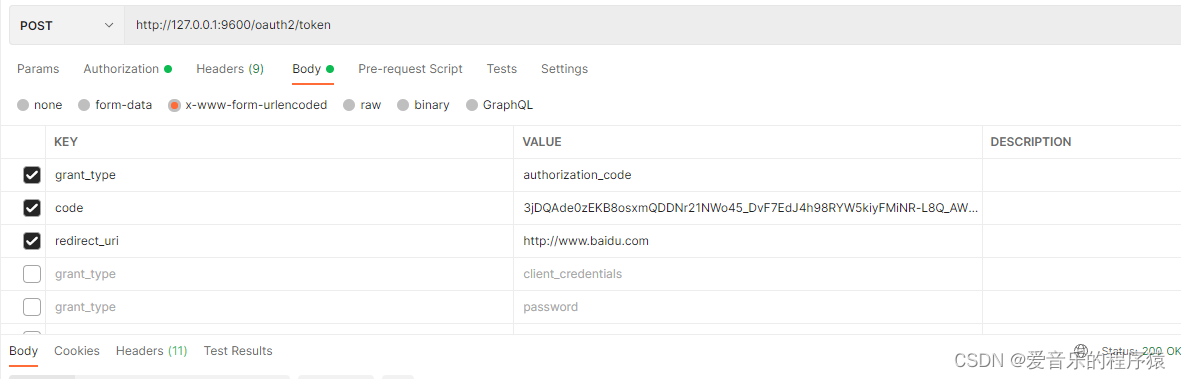 POST http://127.0.0.1:9600/oauth2/token
Params Authorization Headers (9) Body Pre-request Script Tests Settings
none form-data x-www-form-urlencoded raw binary GraphQL
KEY VALUE DESCRIPTION
grant_type authorization_code
code 3jDQAde0zEKB8osxmQDDNr21NWo45_DvF7EdJ4h98RYW5kiyFMiNR-L8Q_AW...
redirect_uri http://www.baidu.com
grant_type client_credentials
grant_type password
Body Cookies Headers (11) Test Results Status: 200 OK
CSDN @爱音乐的程序猿